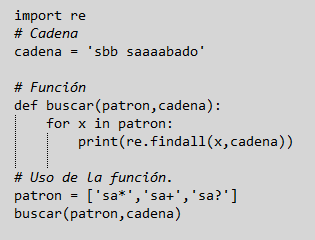 import re
# Cadena
cadena = 'sbb saaaabado'
# Función
def buscar(patron,cadena):
    for x in patron:
        print(re.findall(x,cadena))
# Uso de la función.
patron = ['sa*','sa+','sa?']
buscar(patron,cadena)